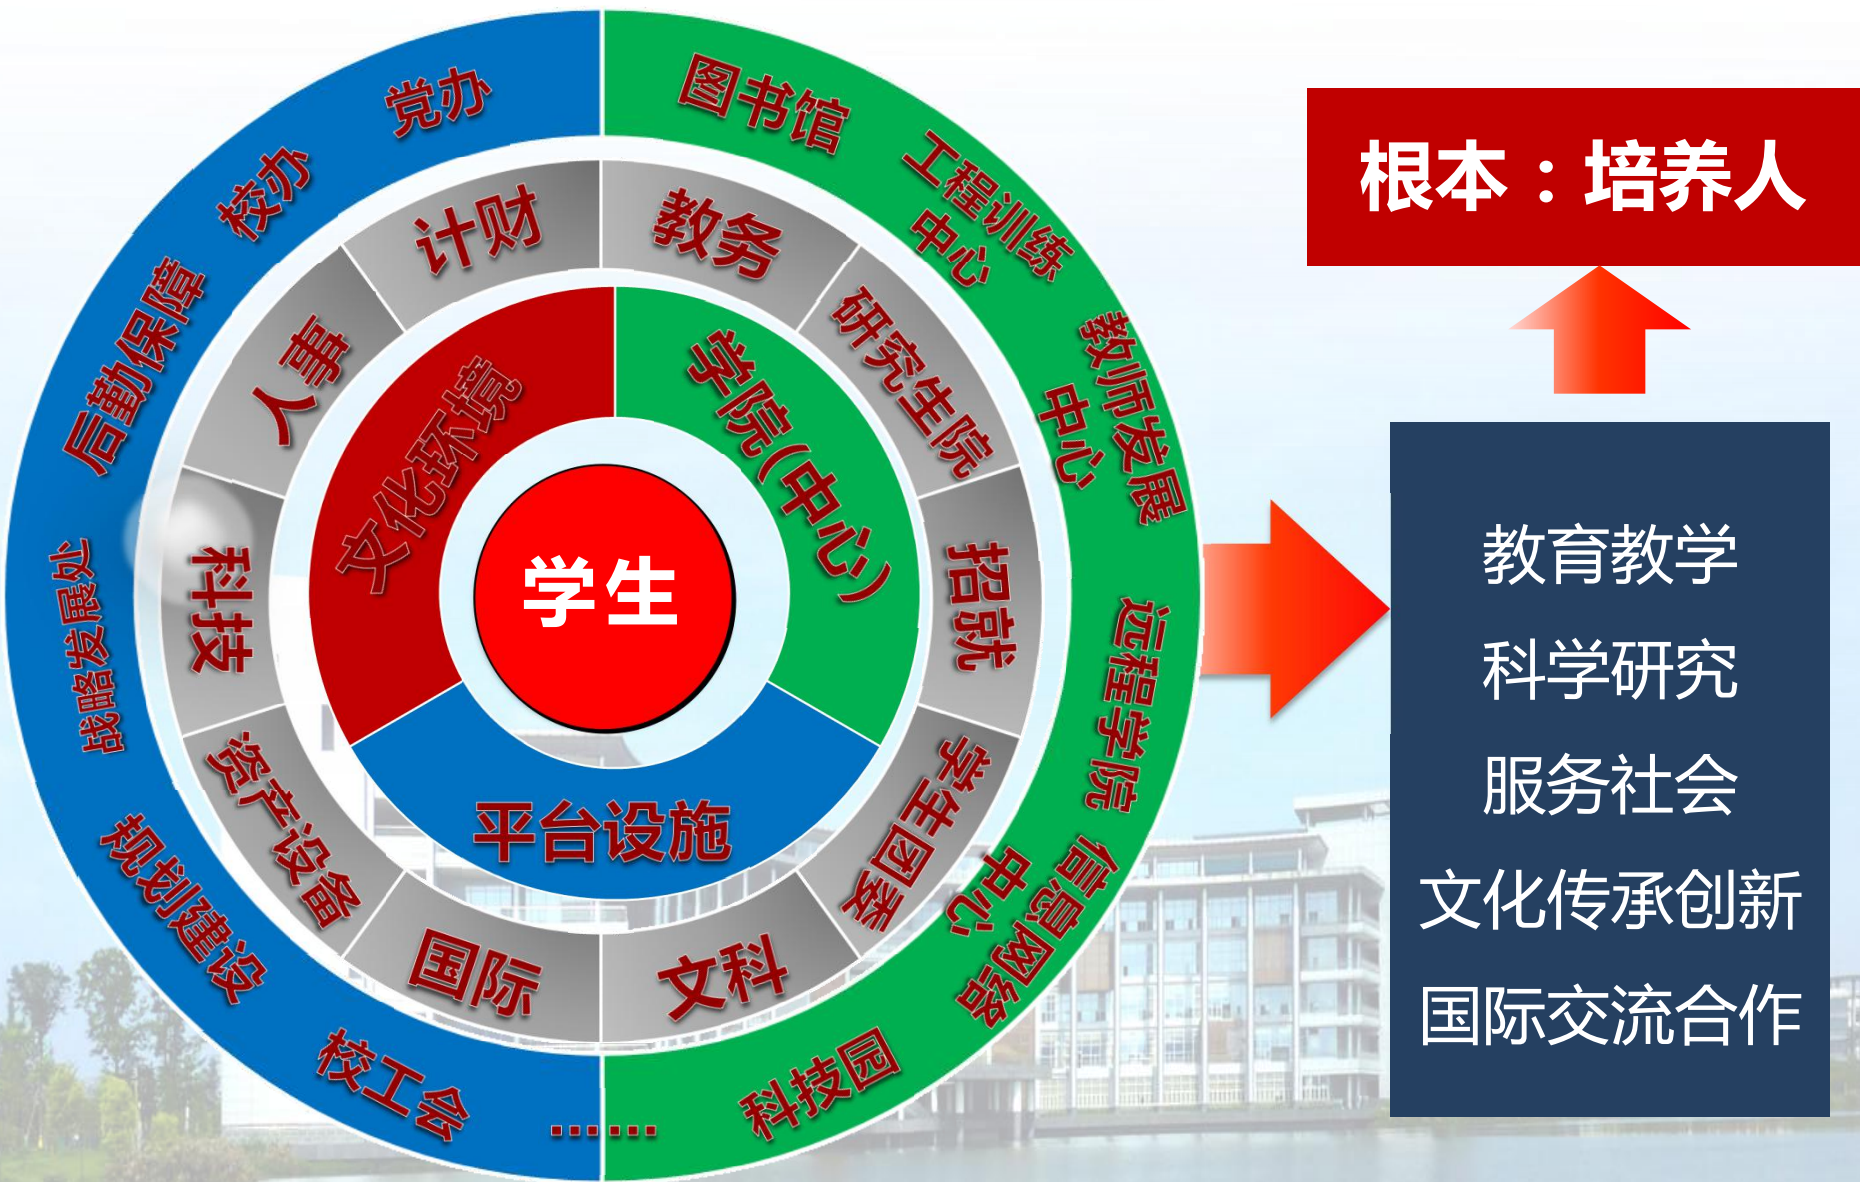 党办
校办
后勤保障
战略发展处
规划建设
校工会
……
图书馆
工程训练
中心
教师发展
中心
远程学院
信息网络
中心
科技园
计财
人事
科技
资产设备
国际
教务
研究生院
招就
学生团委
文科
文化环境
学院(中心)
平台设施
学生
根本：培养人
教育教学
科学研究
服务社会
文化传承创新
国际交流合作